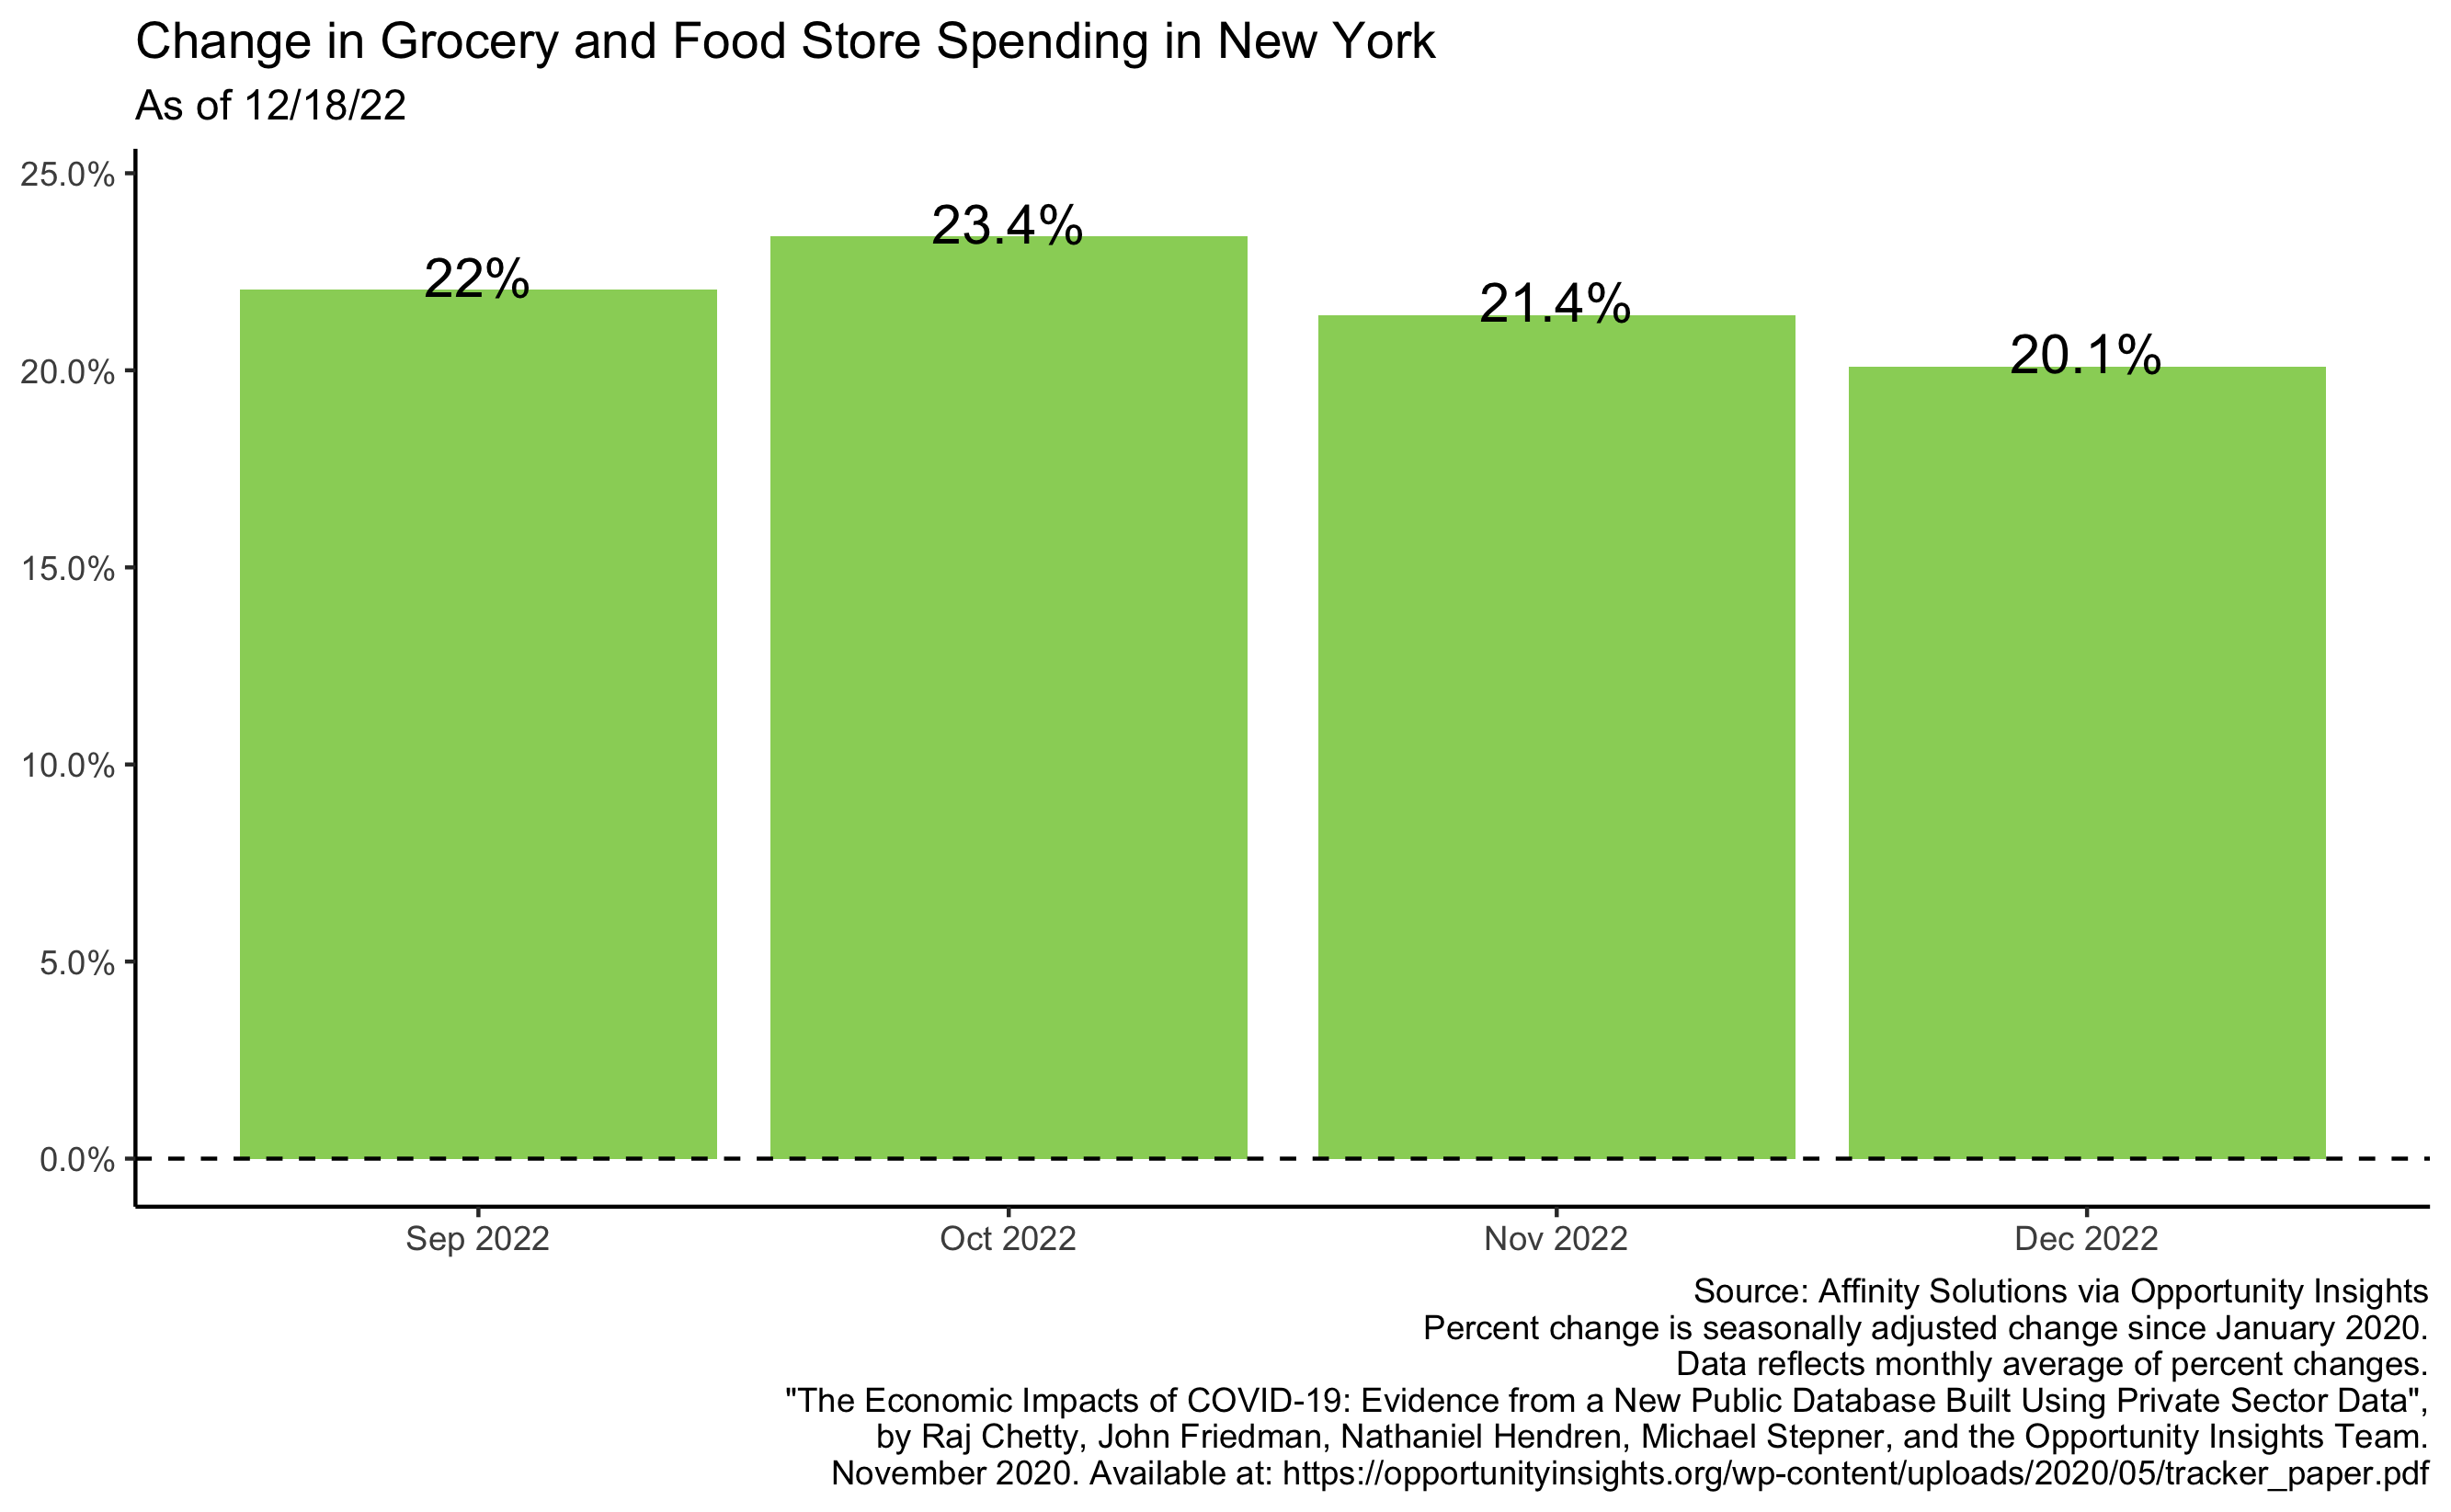 Change in Grocery and Food Store Spending in New York
As of 12/18/22
25.0%
20.0%
15.0%
10.0%
5.0%
0.0%
22%
23.4%
21.4%
20.1%
Sep 2022
Oct 2022
Nov 2022
Dec 2022
Source: Affinity Solutions via Opportunity Insights
Percent change is seasonally adjusted change since January 2020.
Data reflects monthly average of percent changes.
"The Economic Impacts of COVID-19: Evidence from a New Public Database Built Using Private Sector Data",
by Raj Chetty, John Friedman, Nathaniel Hendren, Michael Stepner, and the Opportunity Insights Team.
November 2020. Available at: https://opportunityinsights.org/wp-content/uploads/2020/05/tracker_paper.pdf